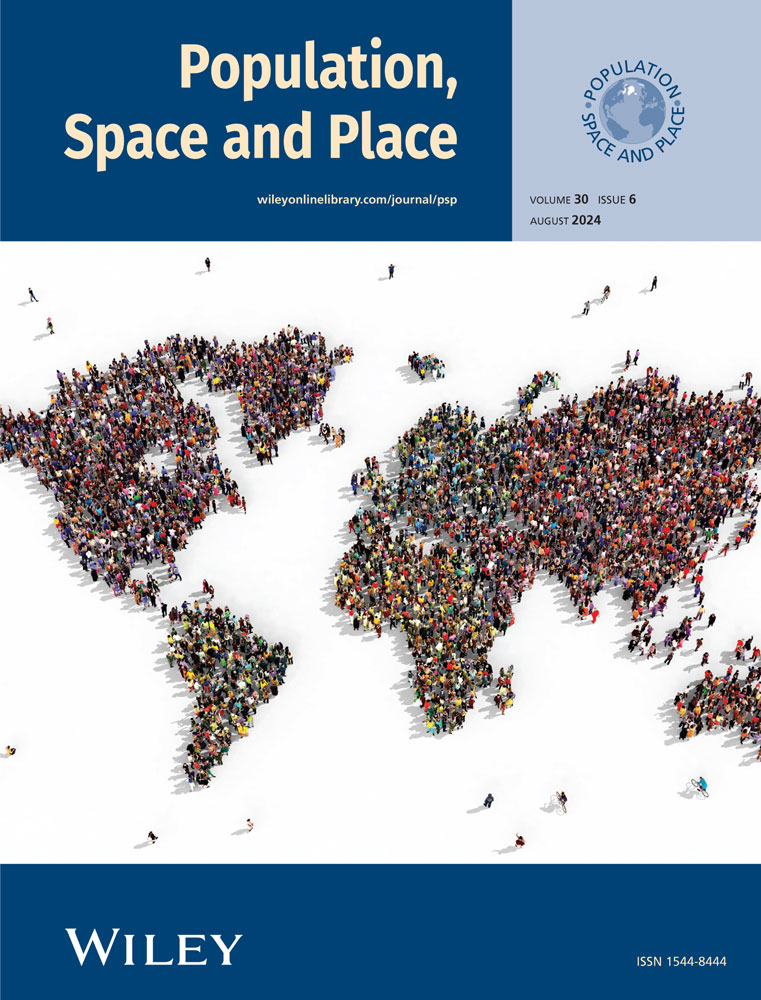 Population,
Space and Place
wileyonlinelibrary.com/journal/psp
POPULATION
SPACE AND PLACE
VOLUME 30 ISSUE 6
AUGUST 2024
WILEY
ISSN 1544-8444